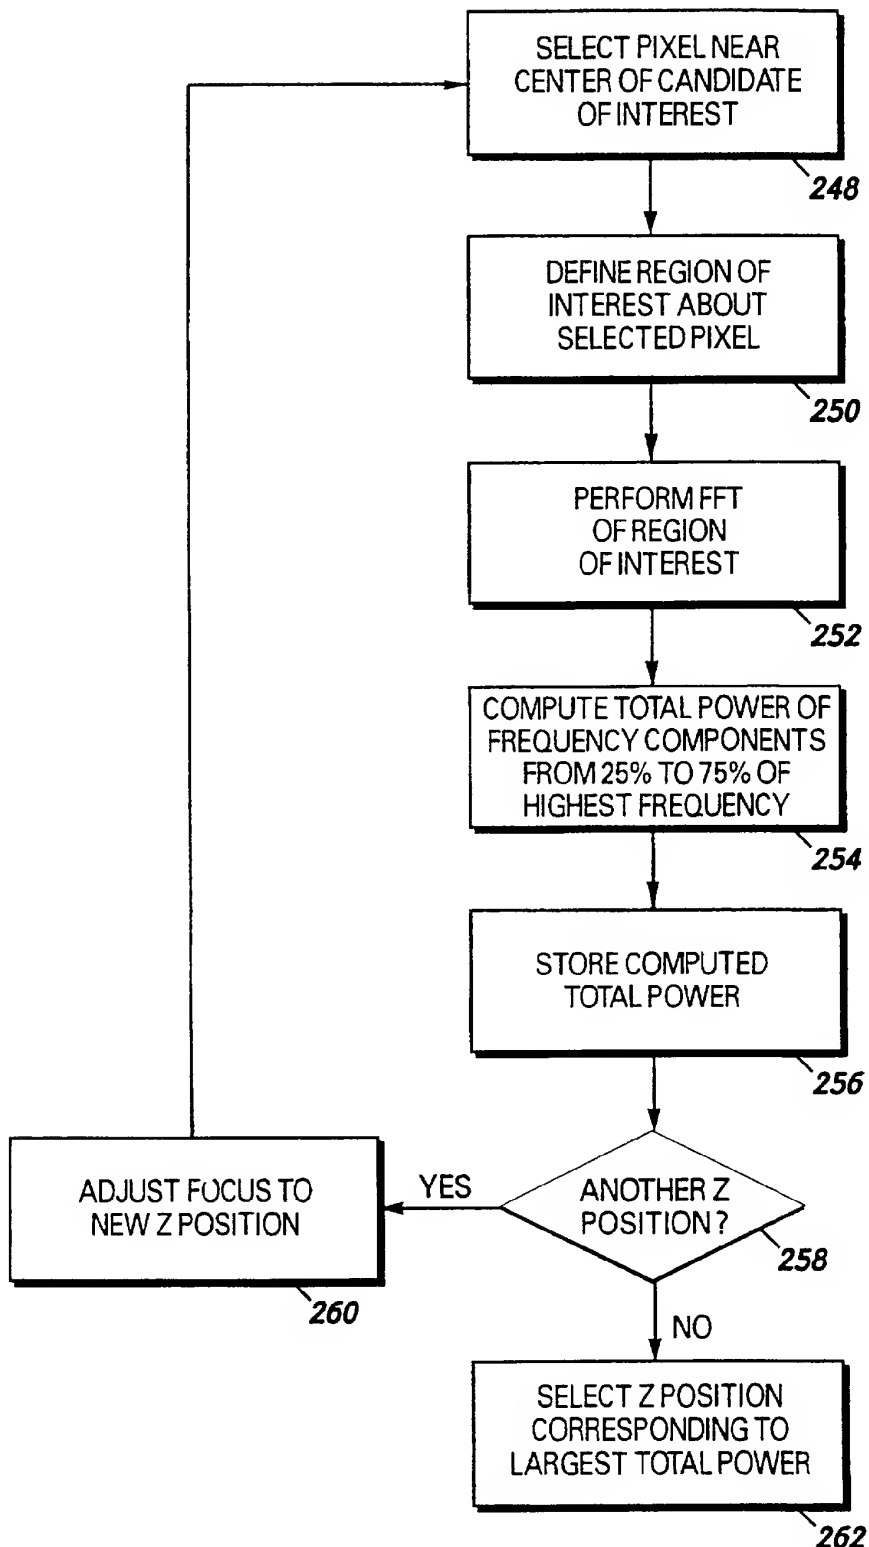 SELECT PIXEL NEAR
CENTER OF CANDIDATE
OF INTEREST
248
DEFINE REGION OF
INTEREST ABOUT
SELECTED PIXEL
250
PERFORM FFT
OF REGION
OF INTEREST
252
COMPUTE TOTAL POWER OF
FREQUENCY COMPONENTS
FROM 25% TO 75% OF
HIGHEST FREQUENCY
254
STORE COMPUTED
TOTAL POWER
256
ANOTHER Z
POSITION?
258
YES
ADJUST FOCUS TO
NEW Z POSITION
260
NO
SELECT Z POSITION
CORRESPONDING TO
LARGEST TOTAL POWER
262